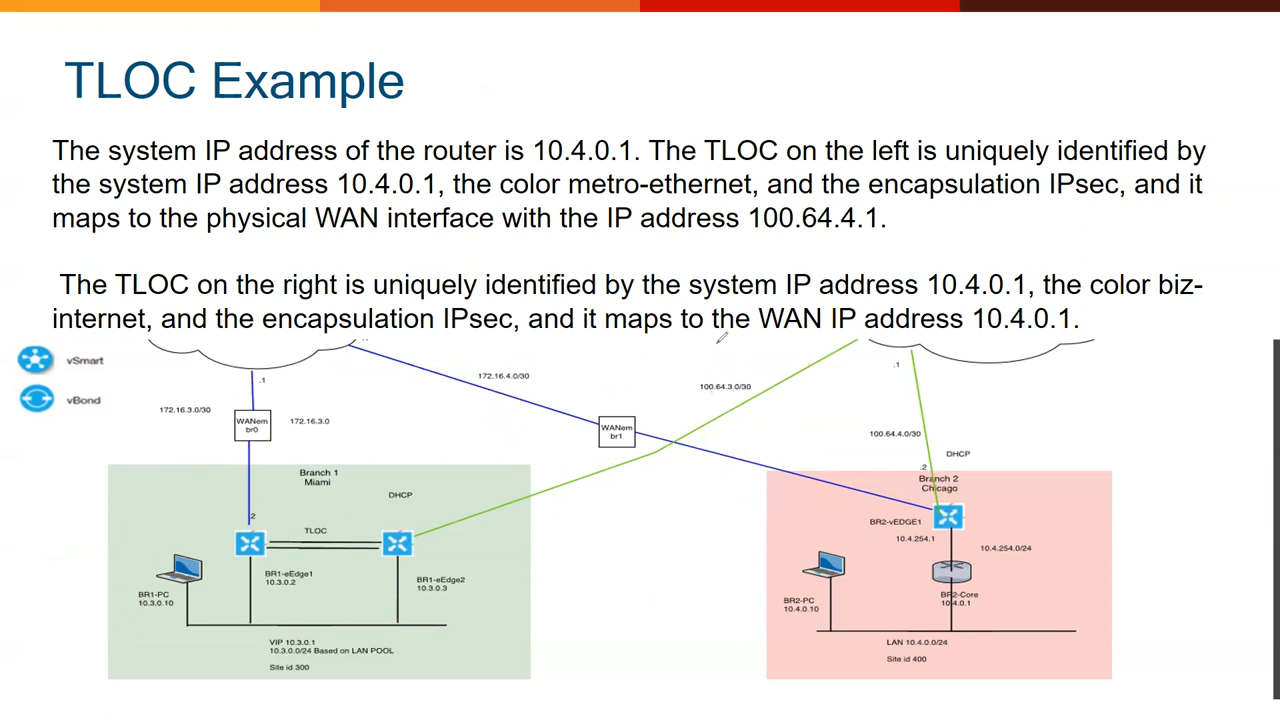 TLOC Example
The system IP address of the router is 10.4.0.1. The TLOC on the left is uniquely identified by
the system IP address 10.4.0.1, the color metro-ethernet, and the encapsulation IPsec, and it
maps to the physical WAN interface with the IP address 100.64.4.1.
The TLOC on the right is uniquely identified by the system IP address 10.4.0.1, the color biz-
internet, and the encapsulation IPsec, and it maps to the WAN IP address 10.4.0.1.
vSmart
vBond
.1
172.16.3.0/30
WANem
br0
172.16.3.0
172.16.4.0/30
WANem
br1
100.64.3.0/30
.1
100.64.4.0/30
DHCP
.2
Branch 1
Miami
DHCP
.2
TLOC
BR1-eEdge1
10.3.0.2
BR1-eEdge2
10.3.0.3
BR1-PC
10.3.0.10
VIP 10.3.0.1
10.3.0.0/24 Based on LAN POOL
Site id 300
Branch 2
Chicago
BR2-vEDGE1
10.4.254.1
10.4.254.0/24
BR2-PC
10.4.0.10
BR2-Core
10.4.0.1
LAN 10.4.0.0/24
Site id 400